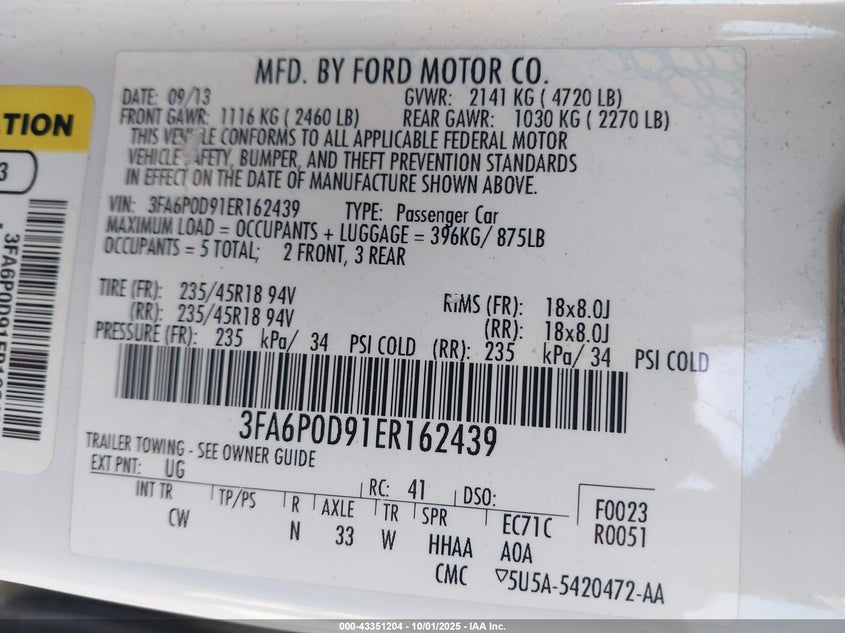 MFD. BY FORD MOTOR CO.
DATE: 09/13 GVWR: 2141 KG ( 4720 LB)
FRONT GAWR: 1116 KG ( 2460 LB) REAR GAWR: 1030 KG ( 2270 LB)
THIS VEHICLE CONFORMS TO ALL APPLICABLE FEDERAL MOTOR
VEHICLE SAFETY, BUMPER, AND THEFT PREVENTION STANDARDS
IN EFFECT ON THE DATE OF MANUFACTURE SHOWN ABOVE.
VIN: 3FA6P0D91ER162439 TYPE: Passenger Car
MAXIMUM LOAD = OCCUPANTS + LUGGAGE = 396KG/ 875LB
OCCUPANTS = 5 TOTAL; 2 FRONT, 3 REAR
TIRE (FR): 235/45R18 94V RIMS (FR): 18x8.0J
(RR): 235/45R18 94V (RR): 18x8.0J
PRESSURE (FR): 235 kPa/ 34 PSI COLD (RR): 235 kPa/ 34 PSI COLD
3FA6P0D91ER162439
TRAILER TOWING - SEE OWNER GUIDE
EXT PNT: UG RC: 41 DSO:
INT TR TP/PS R AXLE TR SPR EC71C F0023
CW N 33 W HHAA A0A R0051
CMC ▽5U5A-5420472-AA
TION
3
000-43351204 - 10/01/2025 - IAA Inc.